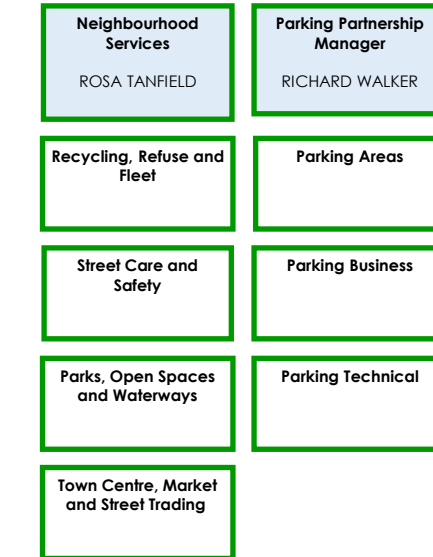 Neighbourhood
Services
ROSA TANFIELD
Recycling, Refuse and
Fleet
Street Care and
Safety
Parks, Open Spaces
and Waterways
Town Centre, Market
and Street Trading
Parking Partnership
Manager
RICHARD WALKER
Parking Areas
Parking Business
Parking Technical